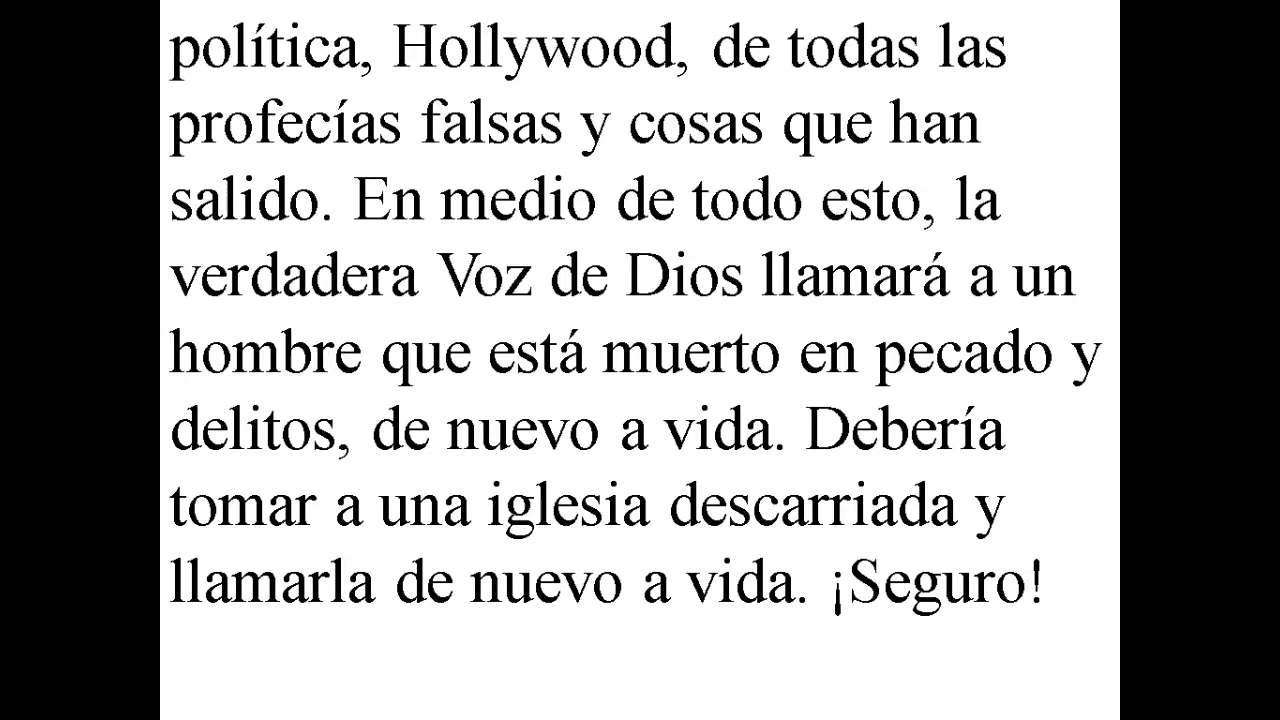 política, Hollywood, de todas las
profecías falsas y cosas que han
salido. En medio de todo esto, la
verdadera Voz de Dios llamará a un
hombre que está muerto en pecado y
delitos, de nuevo a vida. Debería
tomar a una iglesia descarriada y
llamarla de nuevo a vida. ¡Seguro!